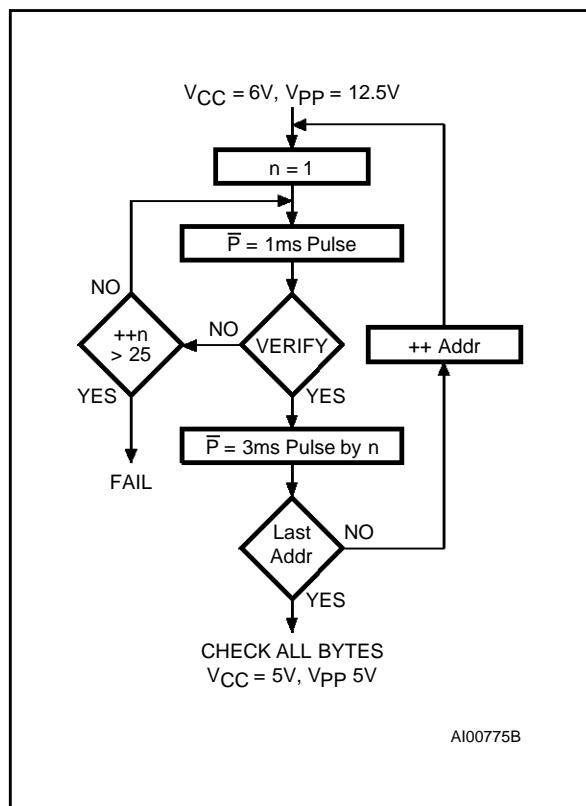 VCC = 6V, VPP = 12.5V
n = 1
P̅ = 1ms Pulse
NO
++n
> 25
NO
VERIFY
++ Addr
YES
YES
P̅ = 3ms Pulse by n
FAIL
Last
Addr
NO
YES
CHECK ALL BYTES
VCC = 5V, VPP 5V
AI00775B